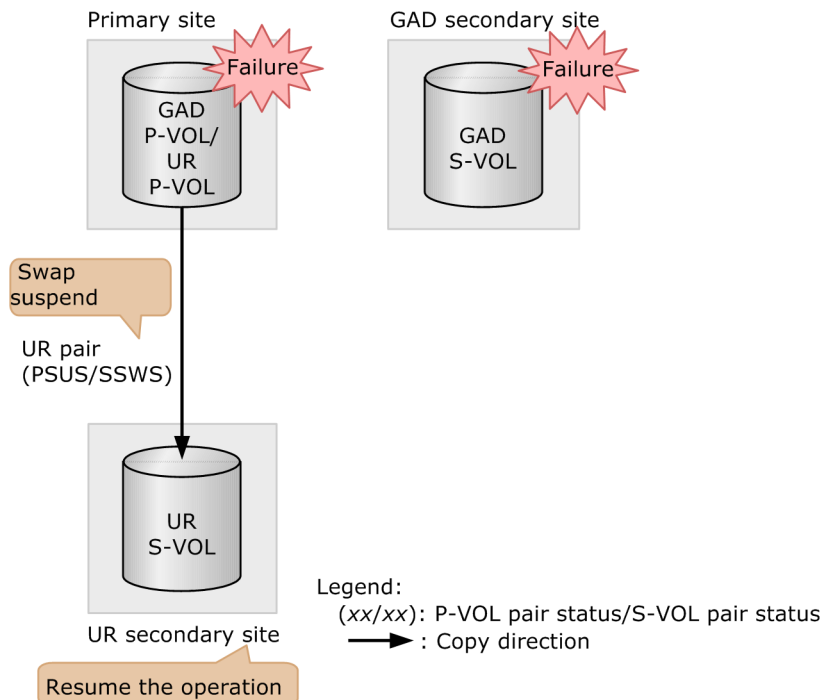 Primary site
GAD secondary site
Failure
Failure
GAD
P-VOL/
UR
P-VOL
GAD
S-VOL
Swap
suspend
UR pair
(PSUS/SSWS)
UR
S-VOL
UR secondary site
Resume the operation
Legend:
(xx/xx): P-VOL pair status/S-VOL pair status
: Copy direction